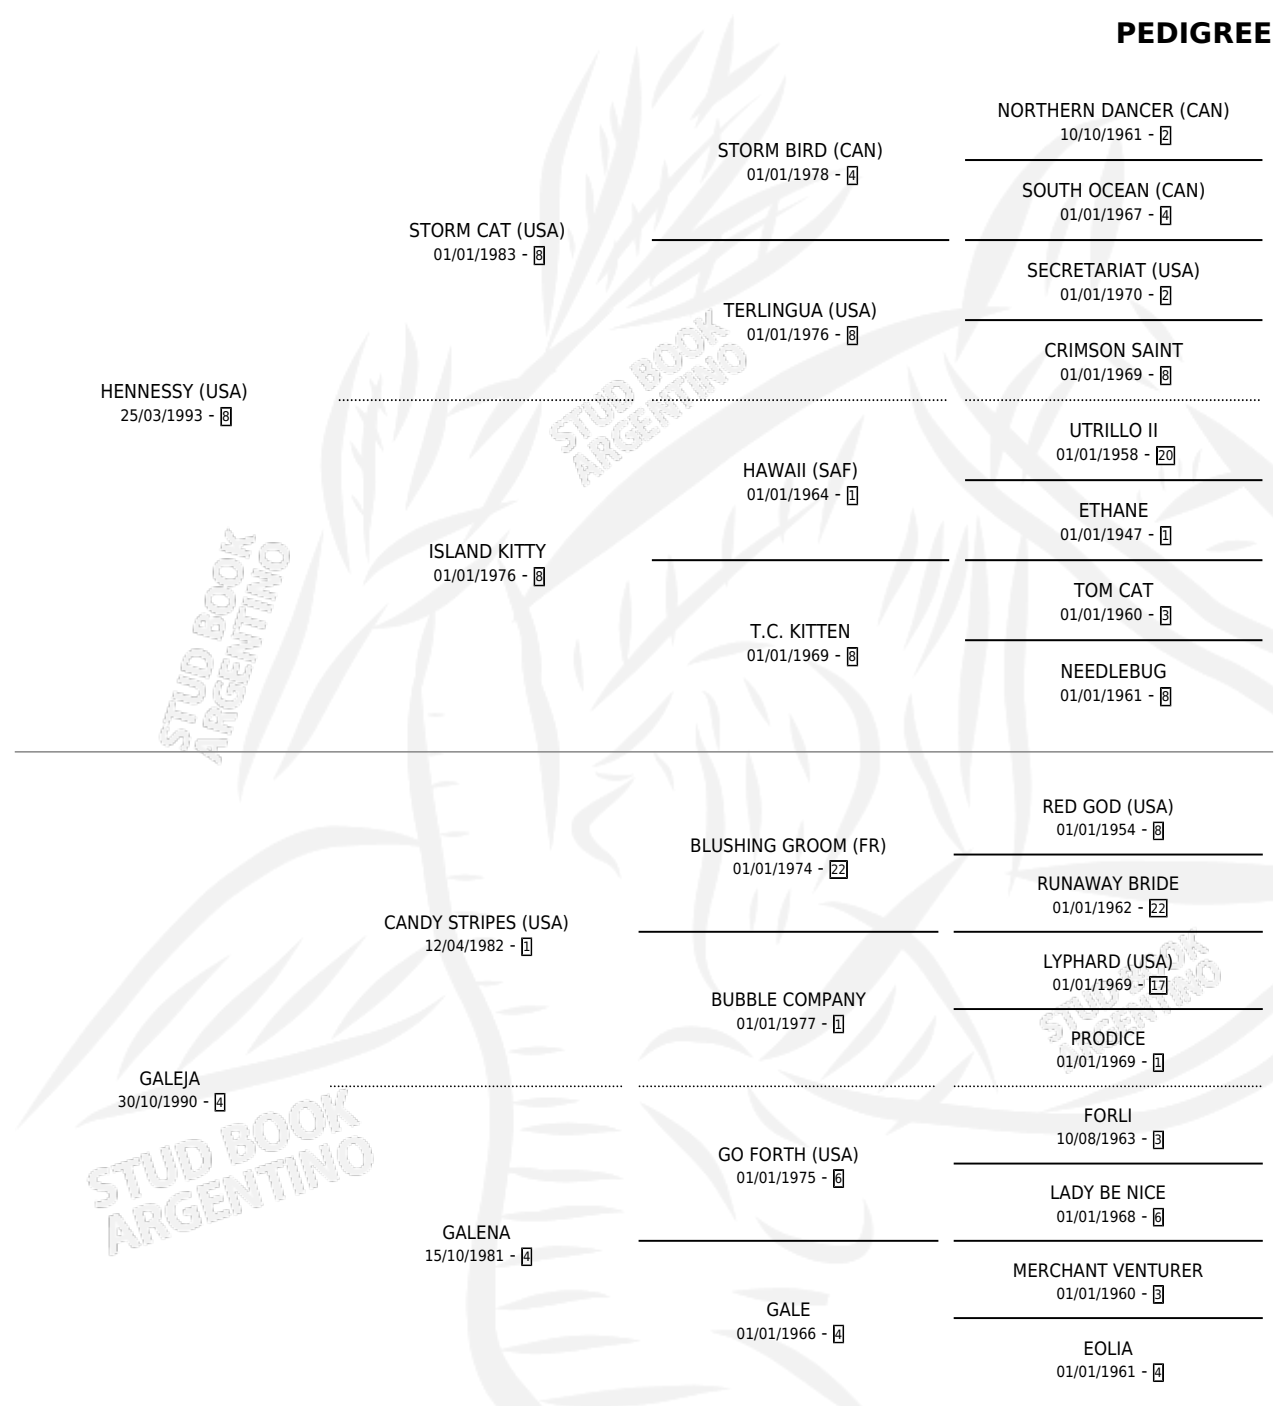 PEDIGREE
NORTHERN DANCER (CAN)
10/10/1961 - 2
STORM BIRD (CAN)
01/01/1978 - 4
SOUTH OCEAN (CAN)
01/01/1967 - 4
STORM CAT (USA)
01/01/1983 - 8
SECRETARIAT (USA)
01/01/1970 - 2
TERLINGUA (USA)
01/01/1976 - 8
CRIMSON SAINT
01/01/1969 - 8
HENNESSY (USA)
25/03/1993 - 8
UTRILLO II
01/01/1958 - 20
HAWAII (SAF)
01/01/1964 - 1
ETHANE
01/01/1947 - 1
ISLAND KITTY
01/01/1976 - 8
TOM CAT
01/01/1960 - 3
T.C. KITTEN
01/01/1969 - 8
NEEDLEBUG
01/01/1961 - 8
RED GOD (USA)
01/01/1954 - 8
BLUSHING GROOM (FR)
01/01/1974 - 22
RUNAWAY BRIDE
01/01/1962 - 22
CANDY STRIPES (USA)
12/04/1982 - 1
LYPHARD (USA)
01/01/1969 - 17
BUBBLE COMPANY
01/01/1977 - 1
PRODICE
01/01/1969 - 1
GALEJA
30/10/1990 - 4
FORLI
10/08/1963 - 3
GO FORTH (USA)
01/01/1975 - 6
LADY BE NICE
01/01/1968 - 6
GALENA
15/10/1981 - 4
MERCHANT VENTURER
01/01/1960 - 3
GALE
01/01/1966 - 4
EOLIA
01/01/1961 - 4
STUD BOOK
ARGENTINO
STUD BOOK
ARGENTINO
STUD BOOK
ARGENTINO
STUD BOOK
ARGENTINO